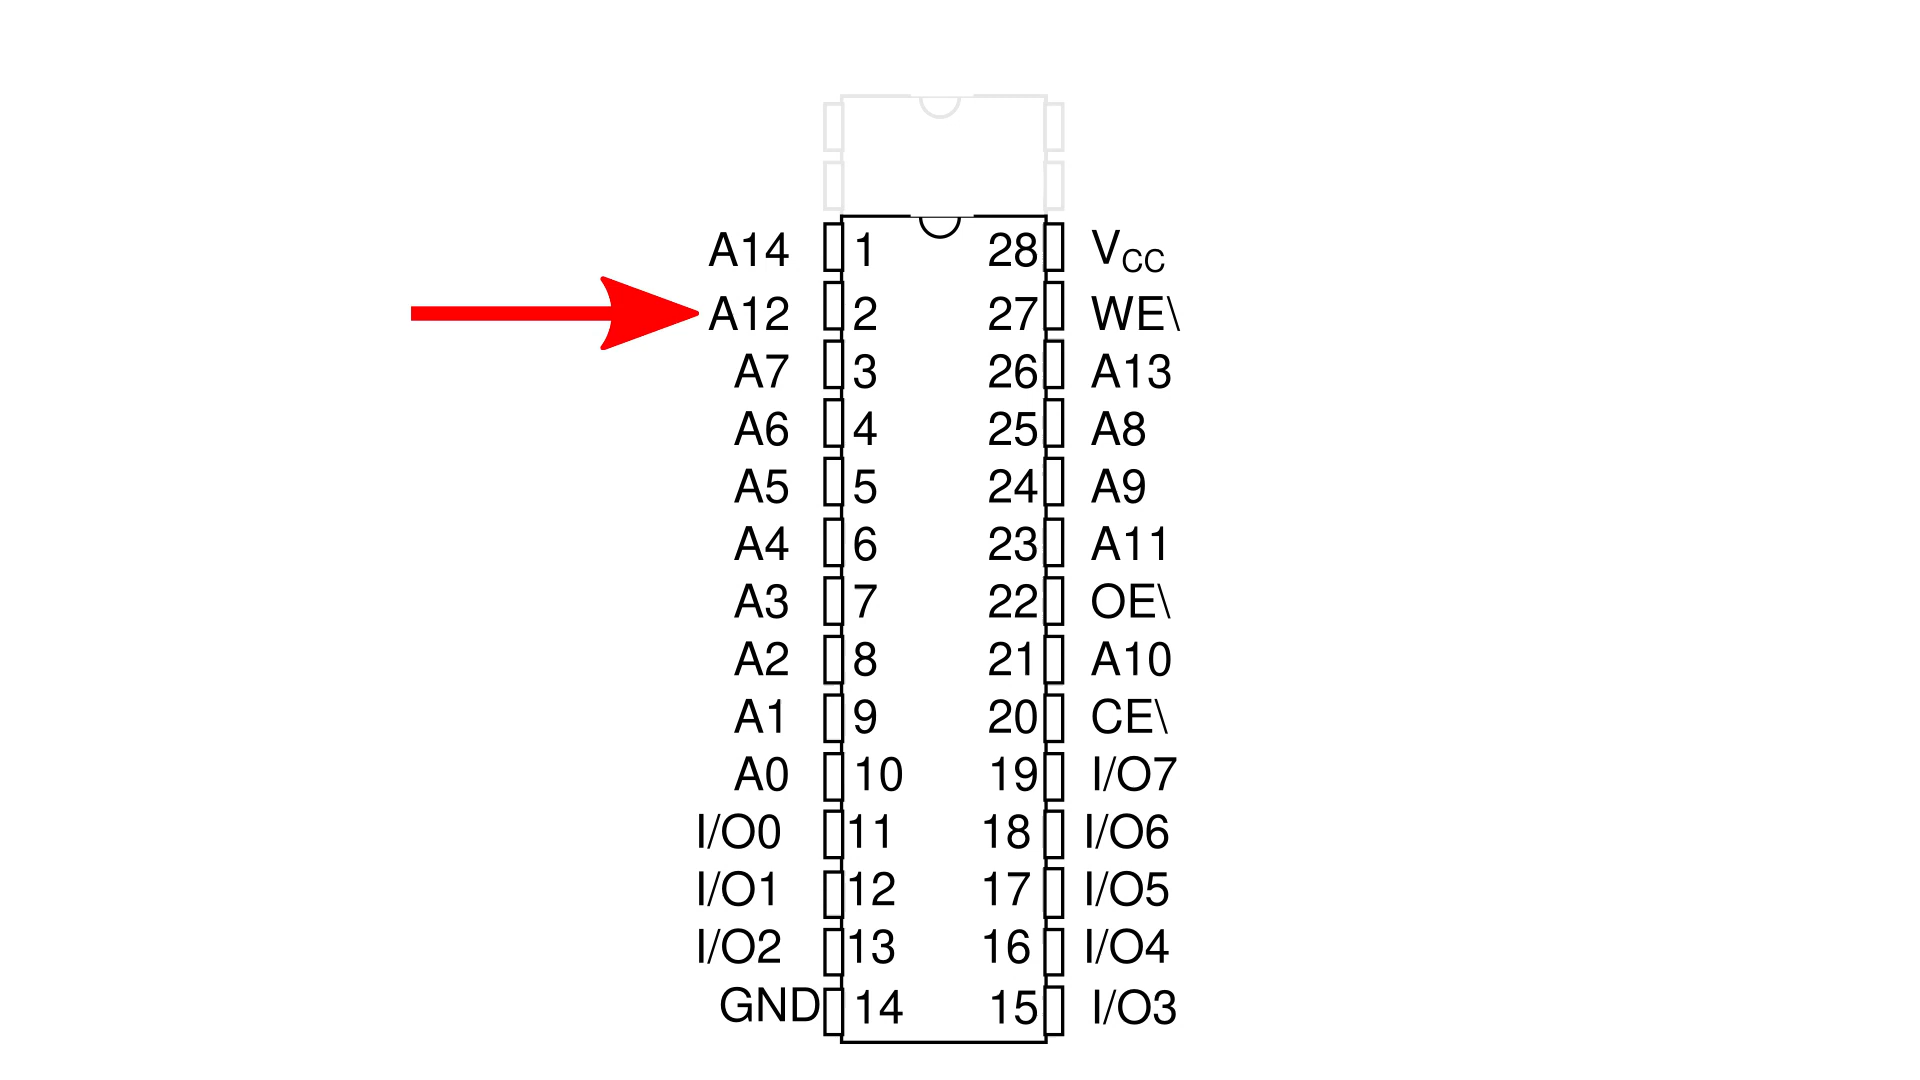 A14 1 28 VCC
A12 2 27 WE\
A7 3 26 A13
A6 4 25 A8
A5 5 24 A9
A4 6 23 A11
A3 7 22 OE\
A2 8 21 A10
A1 9 20 CE\
A0 10 19 I/O7
I/O0 11 18 I/O6
I/O1 12 17 I/O5
I/O2 13 16 I/O4
GND 14 15 I/O3